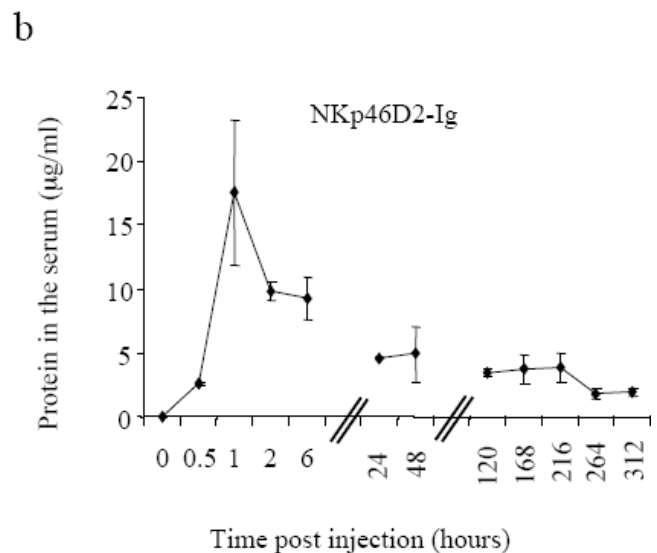 b
NKp46D2-Ig
Protein in the serum (μg/ml)
25
20
15
10
5
0
0 0.5 1 2 6 24 48 120 168 216 264 312
Time post injection (hours)